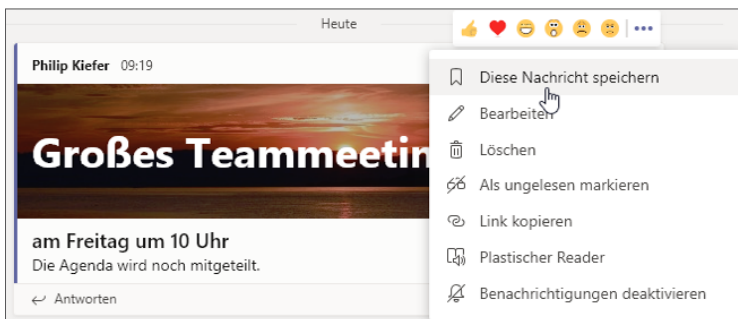 Heute
Philip Kiefer 09:19
Großes Teammeetin
am Freitag um 10 Uhr
Die Agenda wird noch mitgeteilt.
Antworten
Diese Nachricht speichern
Bearbeiten
Löschen
Als ungelesen markieren
Link kopieren
Plastischer Reader
Benachrichtigungen deaktivieren